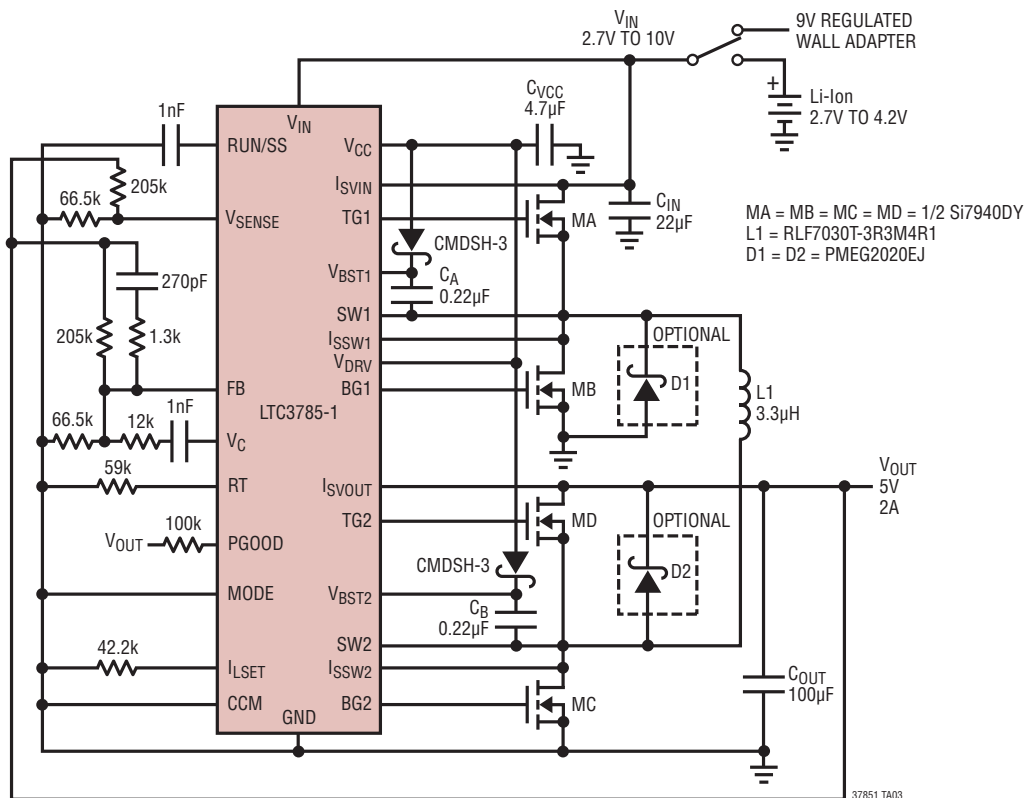 VIN
2.7V TO 10V
9V REGULATED
WALL ADAPTER
+
Li-Ion
2.7V TO 4.2V
1nF
VIN
CVCC
4.7µF
RUN/SS
VCC
205k
66.5k
VSENSE
ISVIN
TG1
MA
CIN
22µF
MA = MB = MC = MD = 1/2 Si7940DY
L1 = RLF7030T-3R3M4R1
D1 = D2 = PMEG2020EJ
CMDSH-3
270pF
VBST1
CA
0.22µF
SW1
205k
1.3k
ISSW1
OPTIONAL
VDRV
FB
BG1
MB
D1
L1
3.3µH
LTC3785-1
66.5k
12k
1nF
VC
59k
RT
ISVOUT
VOUT
5V
2A
100k
VOUT
PGOOD
TG2
MD
OPTIONAL
CMDSH-3
D2
MODE
VBST2
CB
0.22µF
SW2
42.2k
ILSET
ISSW2
COUT
100µF
CCM
BG2
MC
GND
37851 TA03